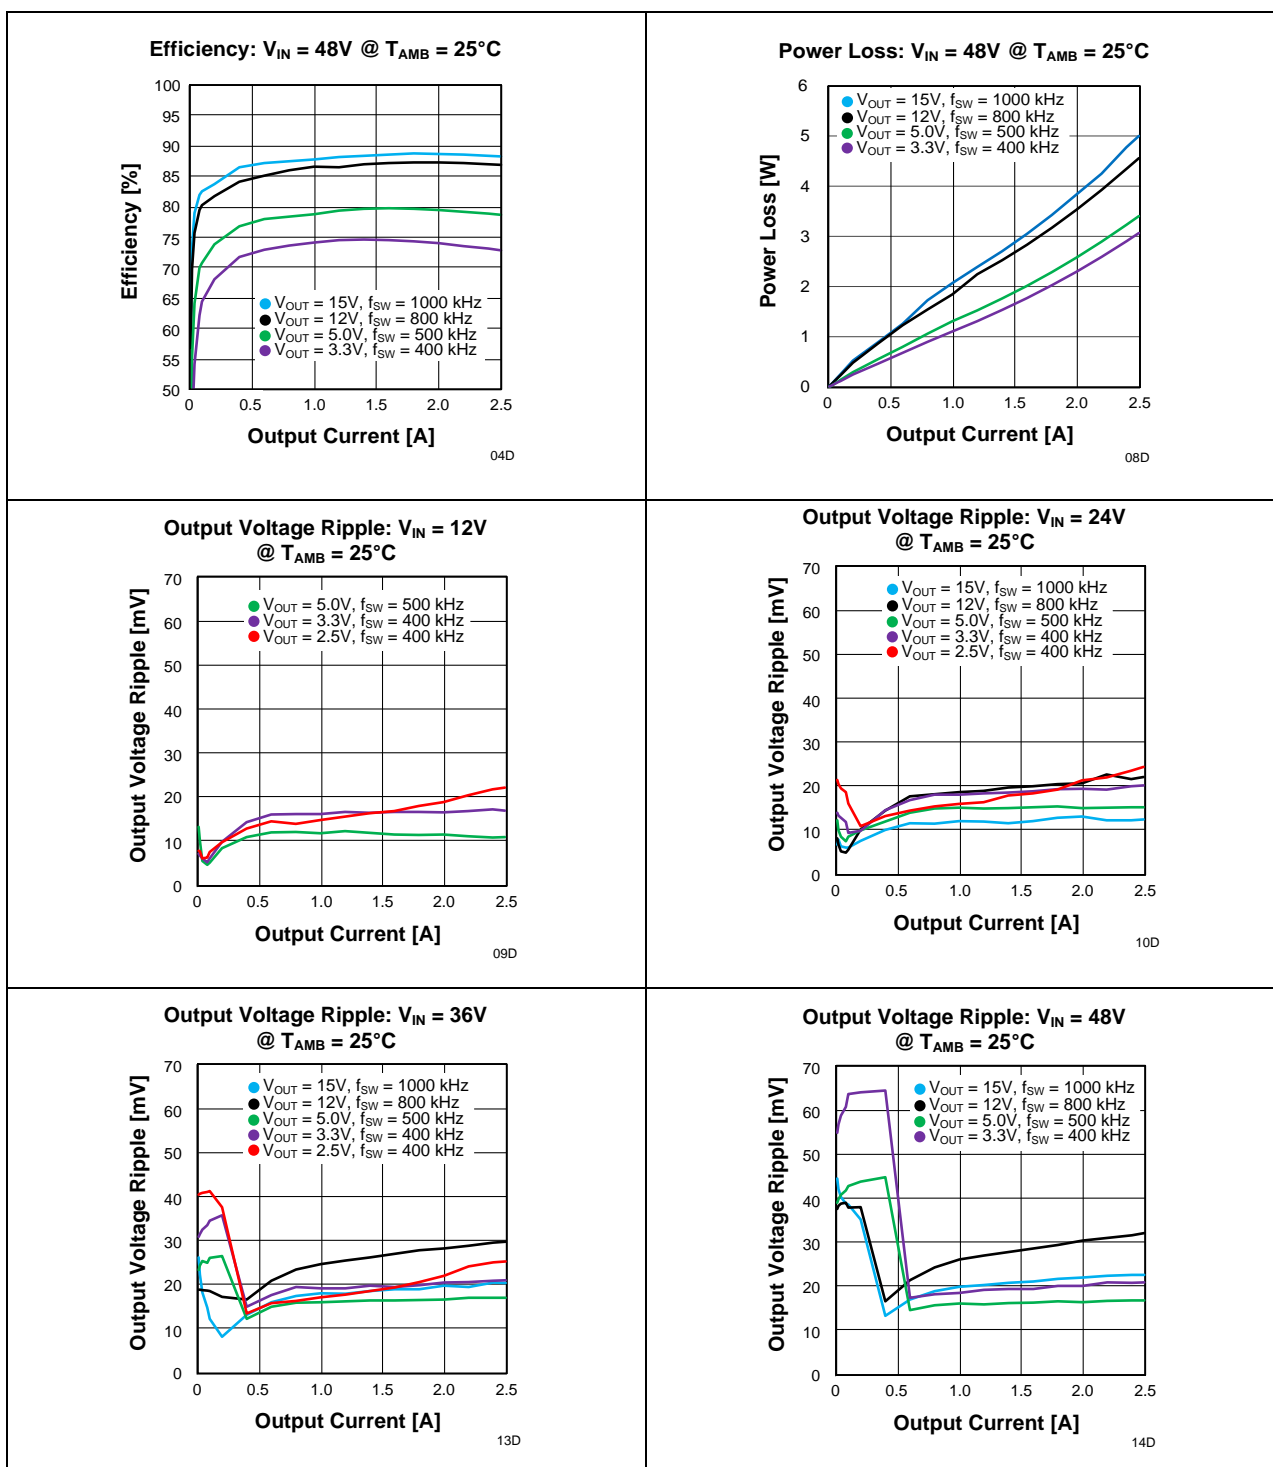 Efficiency: VIN = 48V @ TAMB = 25°C
100
95
90
85
80
75
70
65
60
55
50
Efficiency [%]
VOUT = 15V, fSW = 1000 kHz
VOUT = 12V, fSW = 800 kHz
VOUT = 5.0V, fSW = 500 kHz
VOUT = 3.3V, fSW = 400 kHz
0 0.5 1.0 1.5 2.0 2.5
Output Current [A]
04D
Power Loss: VIN = 48V @ TAMB = 25°C
6
5
4
3
2
1
0
Power Loss [W]
VOUT = 15V, fSW = 1000 kHz
VOUT = 12V, fSW = 800 kHz
VOUT = 5.0V, fSW = 500 kHz
VOUT = 3.3V, fSW = 400 kHz
0 0.5 1.0 1.5 2.0 2.5
Output Current [A]
08D
Output Voltage Ripple: VIN = 12V
@ TAMB = 25°C
70
60
50
40
30
20
10
0
Output Voltage Ripple [mV]
VOUT = 5.0V, fSW = 500 kHz
VOUT = 3.3V, fSW = 400 kHz
VOUT = 2.5V, fSW = 400 kHz
0 0.5 1.0 1.5 2.0 2.5
Output Current [A]
09D
Output Voltage Ripple: VIN = 24V
@ TAMB = 25°C
70
60
50
40
30
20
10
0
Output Voltage Ripple [mV]
VOUT = 15V, fSW = 1000 kHz
VOUT = 12V, fSW = 800 kHz
VOUT = 5.0V, fSW = 500 kHz
VOUT = 3.3V, fSW = 400 kHz
VOUT = 2.5V, fSW = 400 kHz
0 0.5 1.0 1.5 2.0 2.5
Output Current [A]
10D
Output Voltage Ripple: VIN = 36V
@ TAMB = 25°C
70
60
50
40
30
20
10
0
Output Voltage Ripple [mV]
VOUT = 15V, fSW = 1000 kHz
VOUT = 12V, fSW = 800 kHz
VOUT = 5.0V, fSW = 500 kHz
VOUT = 3.3V, fSW = 400 kHz
VOUT = 2.5V, fSW = 400 kHz
0 0.5 1.0 1.5 2.0 2.5
Output Current [A]
13D
Output Voltage Ripple: VIN = 48V
@ TAMB = 25°C
70
60
50
40
30
20
10
0
Output Voltage Ripple [mV]
VOUT = 15V, fSW = 1000 kHz
VOUT = 12V, fSW = 800 kHz
VOUT = 5.0V, fSW = 500 kHz
VOUT = 3.3V, fSW = 400 kHz
0 0.5 1.0 1.5 2.0 2.5
Output Current [A]
14D